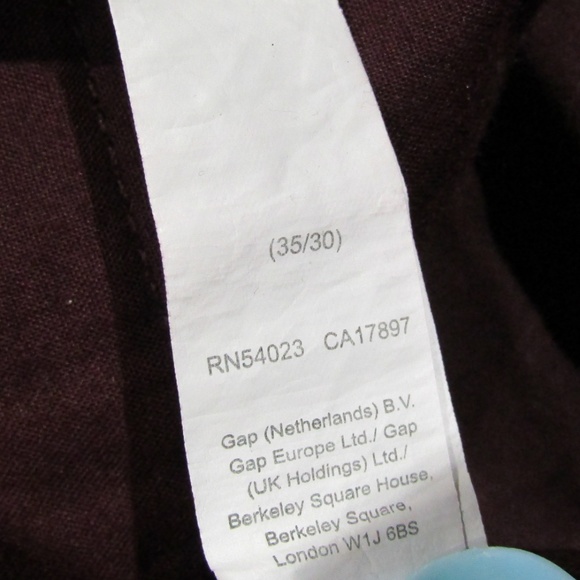 (35/30)
RN54023 CA17897
Gap (Netherlands) B.V.
Gap Europe Ltd./ Gap
(UK Holdings) Ltd./
Berkeley Square House,
Berkeley Square,
London W1J 6BS